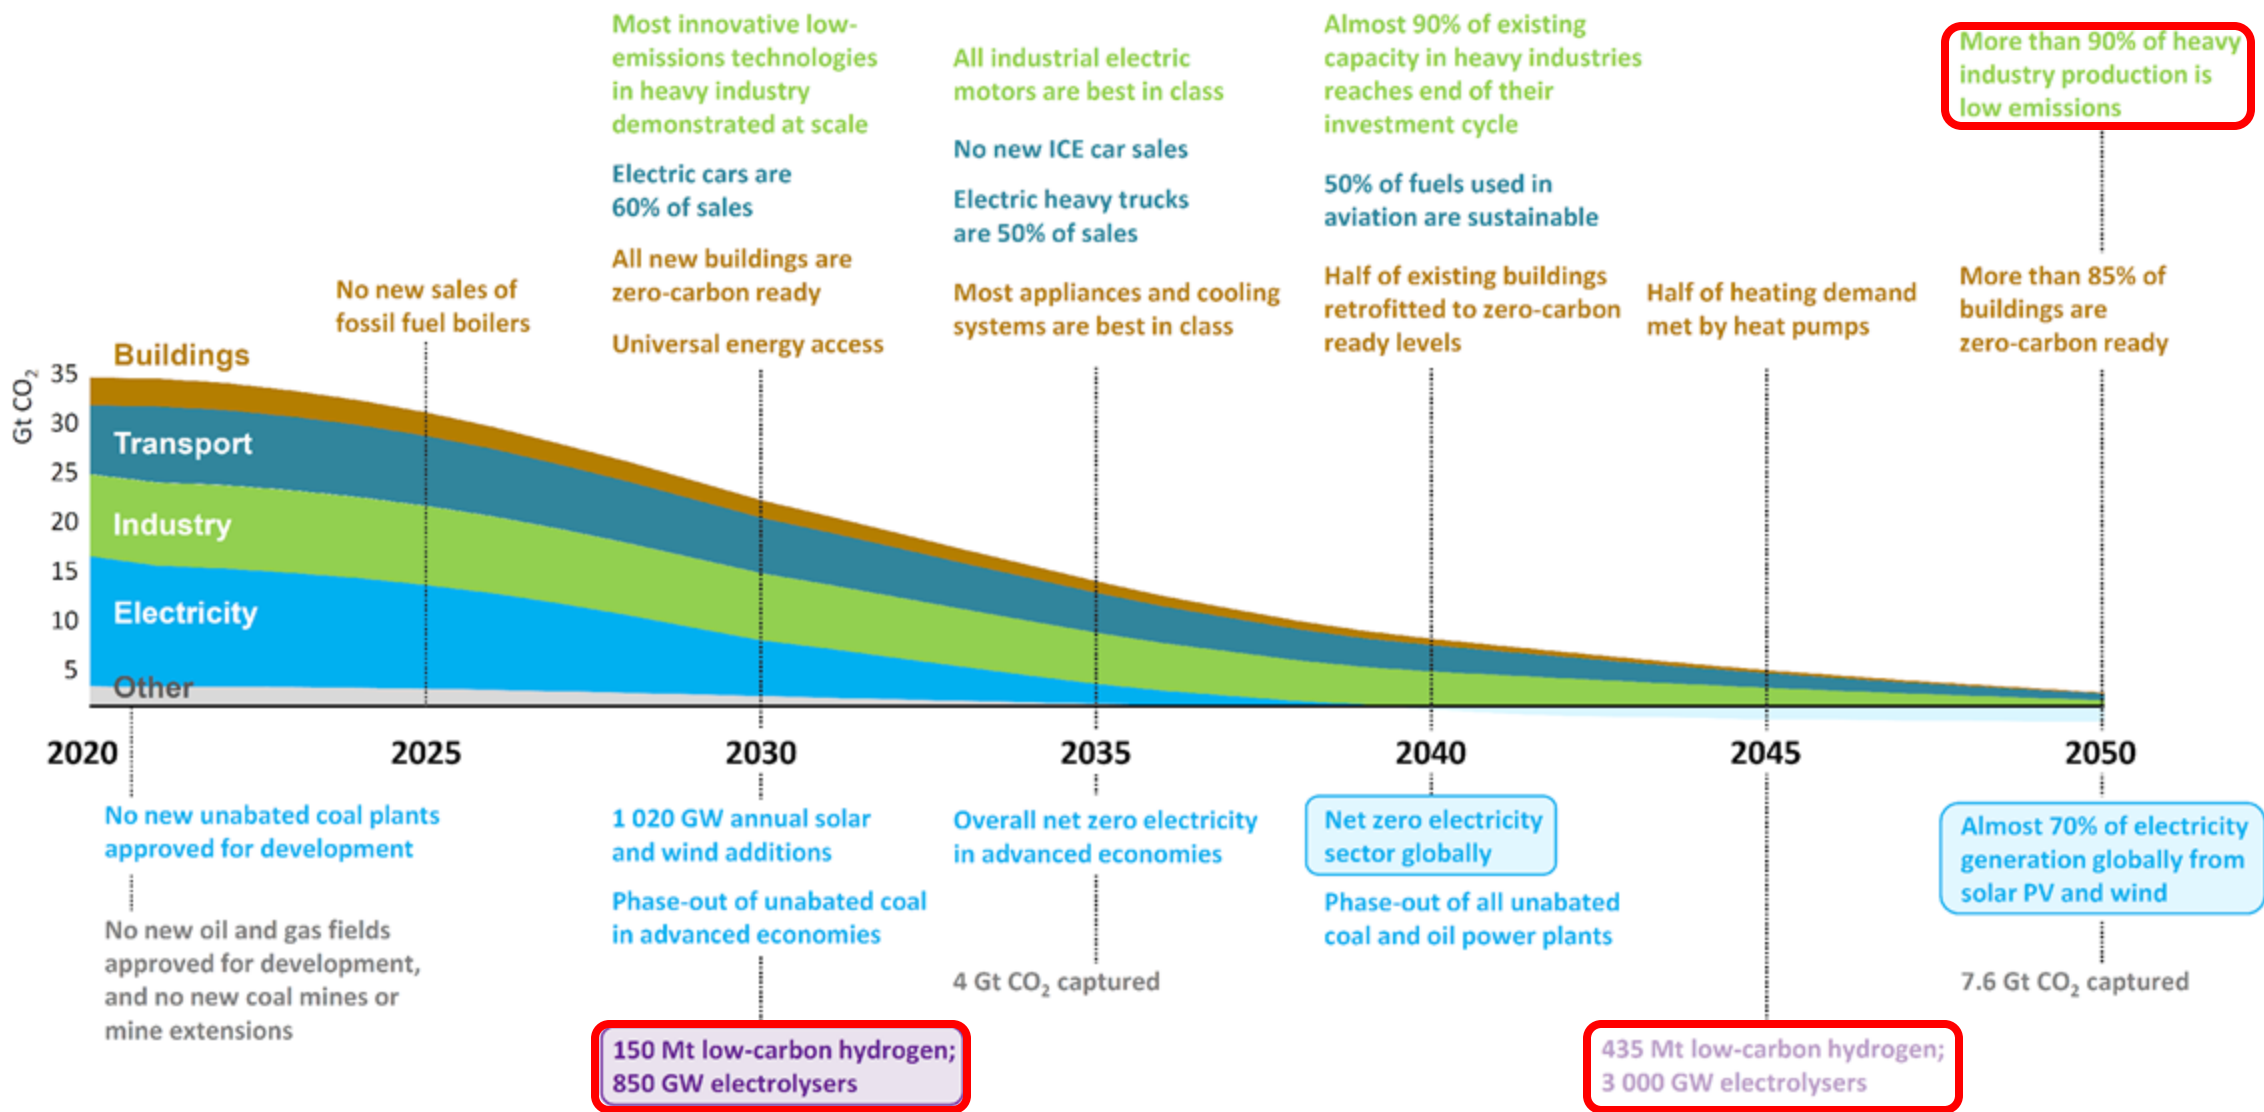 Most innovative low-
emissions technologies
in heavy industry
demonstrated at scale
Electric cars are
60% of sales
All new buildings are
zero-carbon ready
Universal energy access
All industrial electric
motors are best in class
No new ICE car sales
Electric heavy trucks
are 50% of sales
Most appliances and cooling
systems are best in class
Almost 90% of existing
capacity in heavy industries
reaches end of their
investment cycle
50% of fuels used in
aviation are sustainable
Half of existing buildings
retrofitted to zero-carbon
ready levels
Half of heating demand
met by heat pumps
More than 90% of heavy
industry production is
low emissions
More than 85% of
buildings are
zero-carbon ready
No new sales of
fossil fuel boilers
Gt CO₂
35
30
25
20
15
10
5
Buildings
Transport
Industry
Electricity
Other
2020 2025 2030 2035 2040 2045 2050
No new unabated coal plants
approved for development
No new oil and gas fields
approved for development,
and no new coal mines or
mine extensions
1 020 GW annual solar
and wind additions
Phase-out of unabated coal
in advanced economies
150 Mt low-carbon hydrogen;
850 GW electrolysers
Overall net zero electricity
in advanced economies
4 Gt CO₂ captured
Net zero electricity
sector globally
Phase-out of all unabated
coal and oil power plants
435 Mt low-carbon hydrogen;
3 000 GW electrolysers
Almost 70% of electricity
generation globally from
solar PV and wind
7.6 Gt CO₂ captured